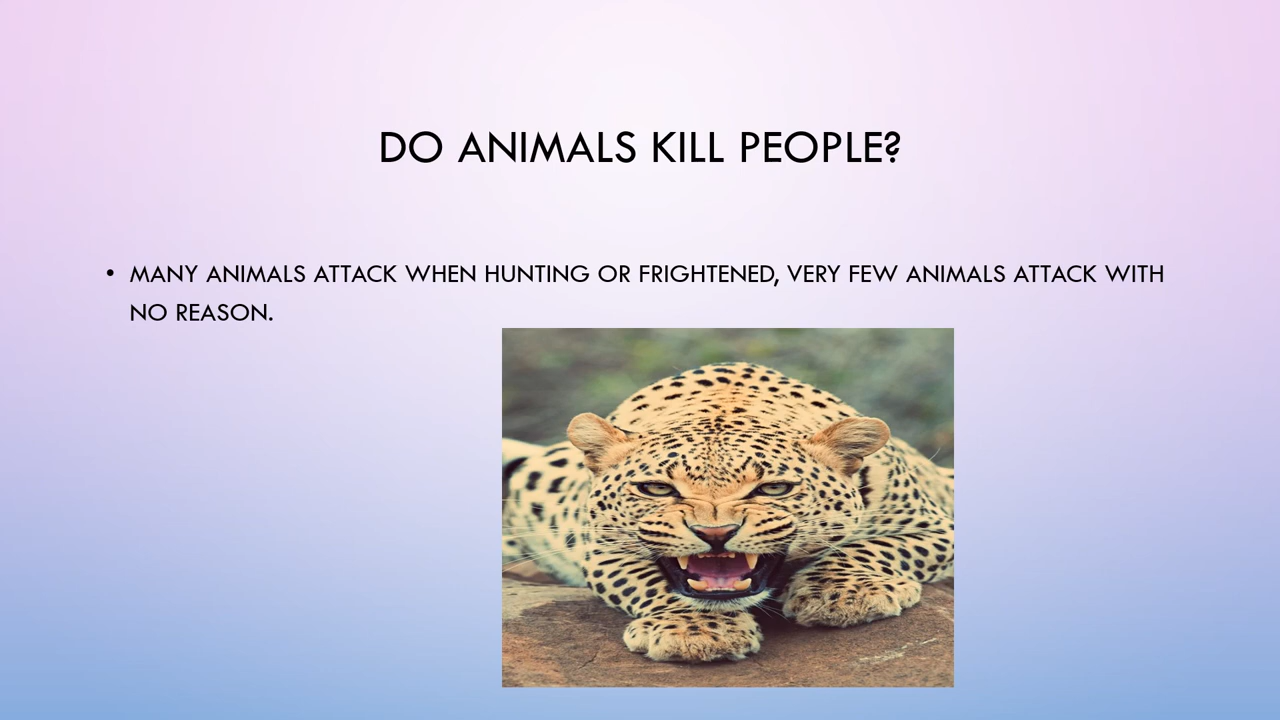 DO ANIMALS KILL PEOPLE?
• MANY ANIMALS ATTACK WHEN HUNTING OR FRIGHTENED, VERY FEW ANIMALS ATTACK WITH
NO REASON.